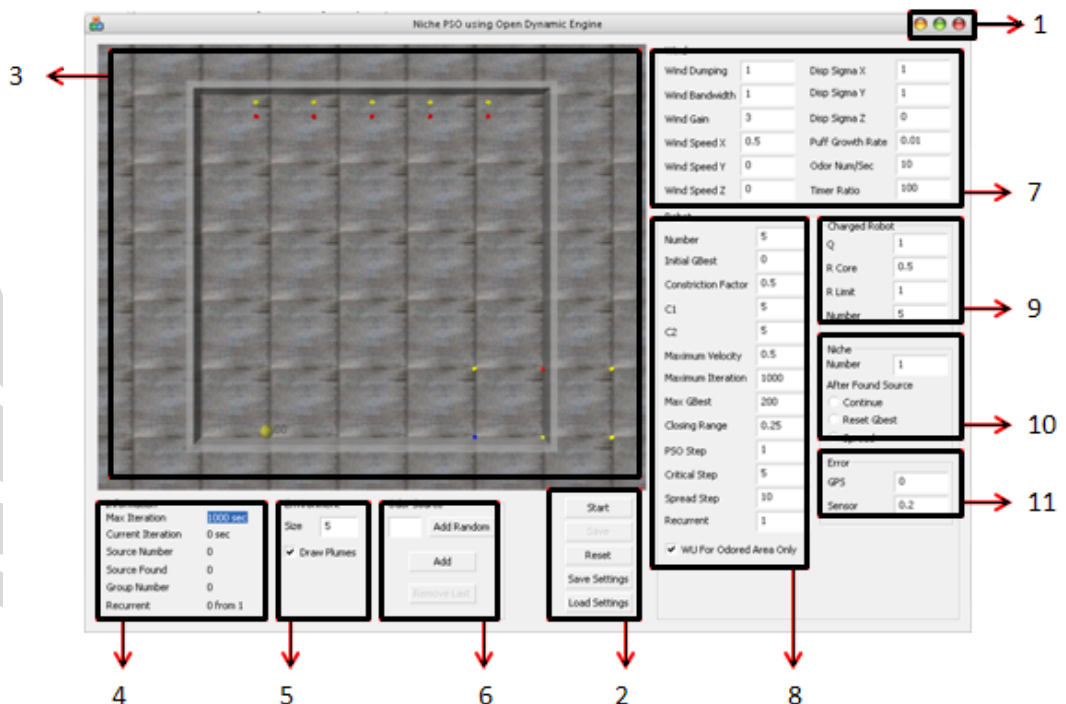 Niche PSO using Open Dynamic Engine
1
3
Wind Dumping 1 Disp Sigma X 1
Wind Bandwidth 1 Disp Sigma Y 1
Wind Gain 3 Disp Sigma Z 0
Wind Speed X 0.5 Puff Growth Rate 0.01
Wind Speed Y 0 Odor Num/Sec 10
Wind Speed Z 0 Timer Ratio 100
7
Robot
Number 5
Initial GBest 0
Constriction Factor 0.5
C1 5
C2 5
Maximum Velocity 0.5
Maximum Iteration 1000
Max GBest 200
Closing Range 0.25
PSO Step 1
Critical Step 5
Spread Step 10
Recurrent 1
WU For Odored Area Only
Charged Robot
Q 1
R Core 0.5
R Limit 1
Number 5
9
Niche
Number 1
After Found Source
Continue
Reset Gbest
10
Error
GPS 0
Sensor 0.2
11
Information
Max Iteration 1000 sec
Current Iteration 0 sec
Source Number 0
Source Found 0
Group Number 0
Recurrent 0 from 1
Environment
Size 5
Draw Plumes
Add Random
Add
Remove Last
Start
Save
Reset
Save Settings
Load Settings
4
5
6
2
8